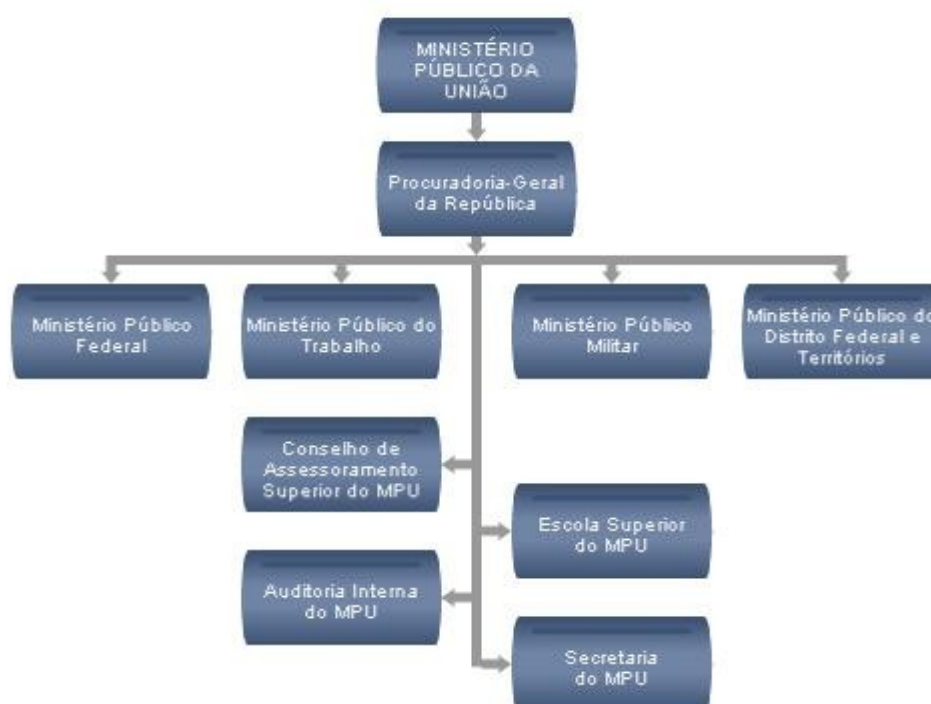 MINISTÉRIO
PÚBLICO DA
UNIÃO
Procuradoria-Geral
da República
Ministério Público
Federal
Ministério Público do
Trabalho
Ministério Público
Militar
Ministério Público do
Distrito Federal e
Territórios
Conselho de
Assessoramento
Superior do MPU
Escola Superior
do MPU
Auditoria Interna
do MPU
Secretaria
do MPU